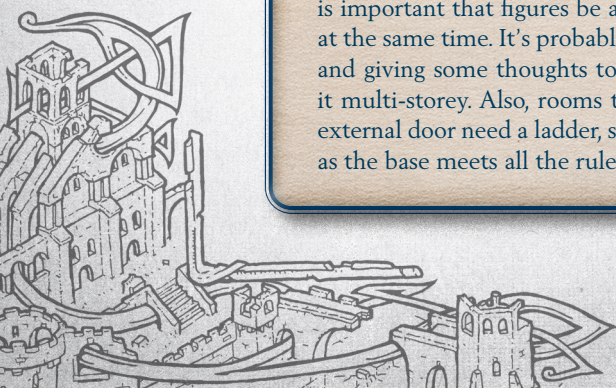 is important that figures be a
at the same time. It's probabl
and giving some thoughts to
it multi-storey. Also, rooms t
external door need a ladder, s
as the base meets all the rule